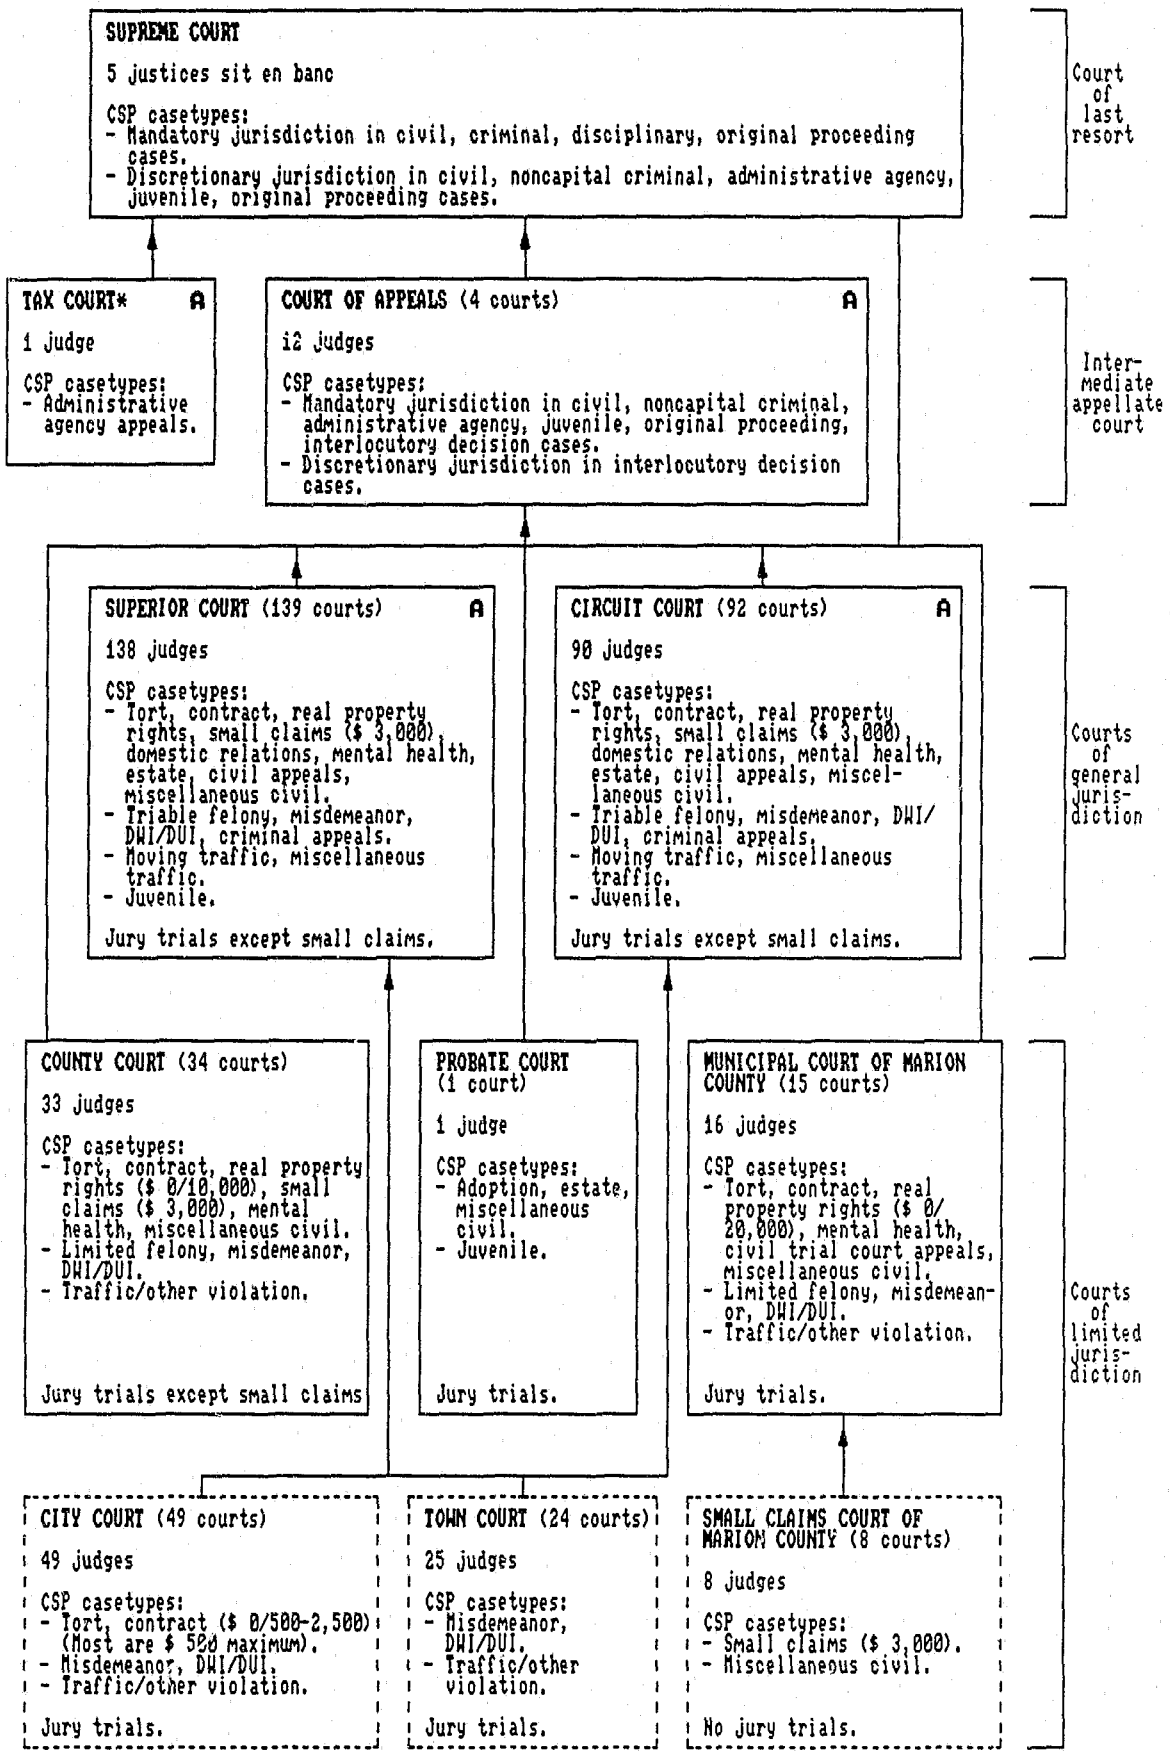 SUPREME COURT
5 justices sit en banc
CSP casetypes:
- Mandatory jurisdiction in civil, criminal, disciplinary, original proceeding
cases.
- Discretionary jurisdiction in civil, noncapital criminal, administrative agency,
juvenile, original proceeding cases.
Court
of
last
resort
TAX COURT* A
1 judge
CSP casetypes:
- Administrative
agency appeals.
COURT OF APPEALS (4 courts) A
12 judges
CSP casetypes:
- Mandatory jurisdiction in civil, noncapital criminal,
administrative agency, juvenile, original proceeding,
interlocutory decision cases.
- Discretionary jurisdiction in interlocutory decision
cases.
Inter-
mediate
appellate
court
SUPERIOR COURT (139 courts) A
138 judges
CSP casetypes:
- Tort, contract, real property
rights, small claims ($ 3,000),
domestic relations, mental health,
estate, civil appeals,
miscellaneous civil.
- Triable felony, misdemeanor,
DWI/DUI, criminal appeals.
- Moving traffic, miscellaneous
traffic.
- Juvenile.
Jury trials except small claims.
CIRCUIT COURT (92 courts) A
90 judges
CSP casetypes:
- Tort, contract, real property
rights, small claims ($ 3,000),
domestic relations, mental health,
estate, civil appeals, miscel-
laneous civil.
- Triable felony, misdemeanor, DWI/
DUI, criminal appeals.
- Moving traffic, miscellaneous
traffic.
- Juvenile.
Jury trials except small claims.
Courts
of
general
juris-
diction
COUNTY COURT (34 courts)
33 judges
CSP casetypes:
- Tort, contract, real property
rights ($ 0/10,000), small
claims ($ 3,000), mental
health, miscellaneous civil.
- Limited felony, misdemeanor,
DWI/DUI.
- Traffic/other violation.
Jury trials except small claims
PROBATE COURT
(1 court)
1 judge
CSP casetypes:
- Adoption, estate,
miscellaneous
civil.
- Juvenile.
Jury trials.
MUNICIPAL COURT OF MARION
COUNTY (15 courts)
16 judges
CSP casetypes:
- Tort, contract, real
property rights ($ 0/
20,000), mental health,
civil trial court appeals,
miscellaneous civil.
- Limited felony, misdemean-
or, DWI/DUI.
- Traffic/other violation.
Jury trials.
Courts
of
limited
juris-
diction
CITY COURT (49 courts)
49 judges
CSP casetypes:
- Tort, contract ($ 0/500-2,500)
(Most are $ 500 maximum).
- Misdemeanor, DWI/DUI.
- Traffic/other violation.
Jury trials.
TOWN COURT (24 courts)
25 judges
CSP casetypes:
- Misdemeanor,
DWI/DUI.
- Traffic/other
violation.
Jury trials.
SMALL CLAIMS COURT OF
MARION COUNTY (8 courts)
8 judges
CSP casetypes:
- Small claims ($ 3,000).
- Miscellaneous civil.
No jury trials.